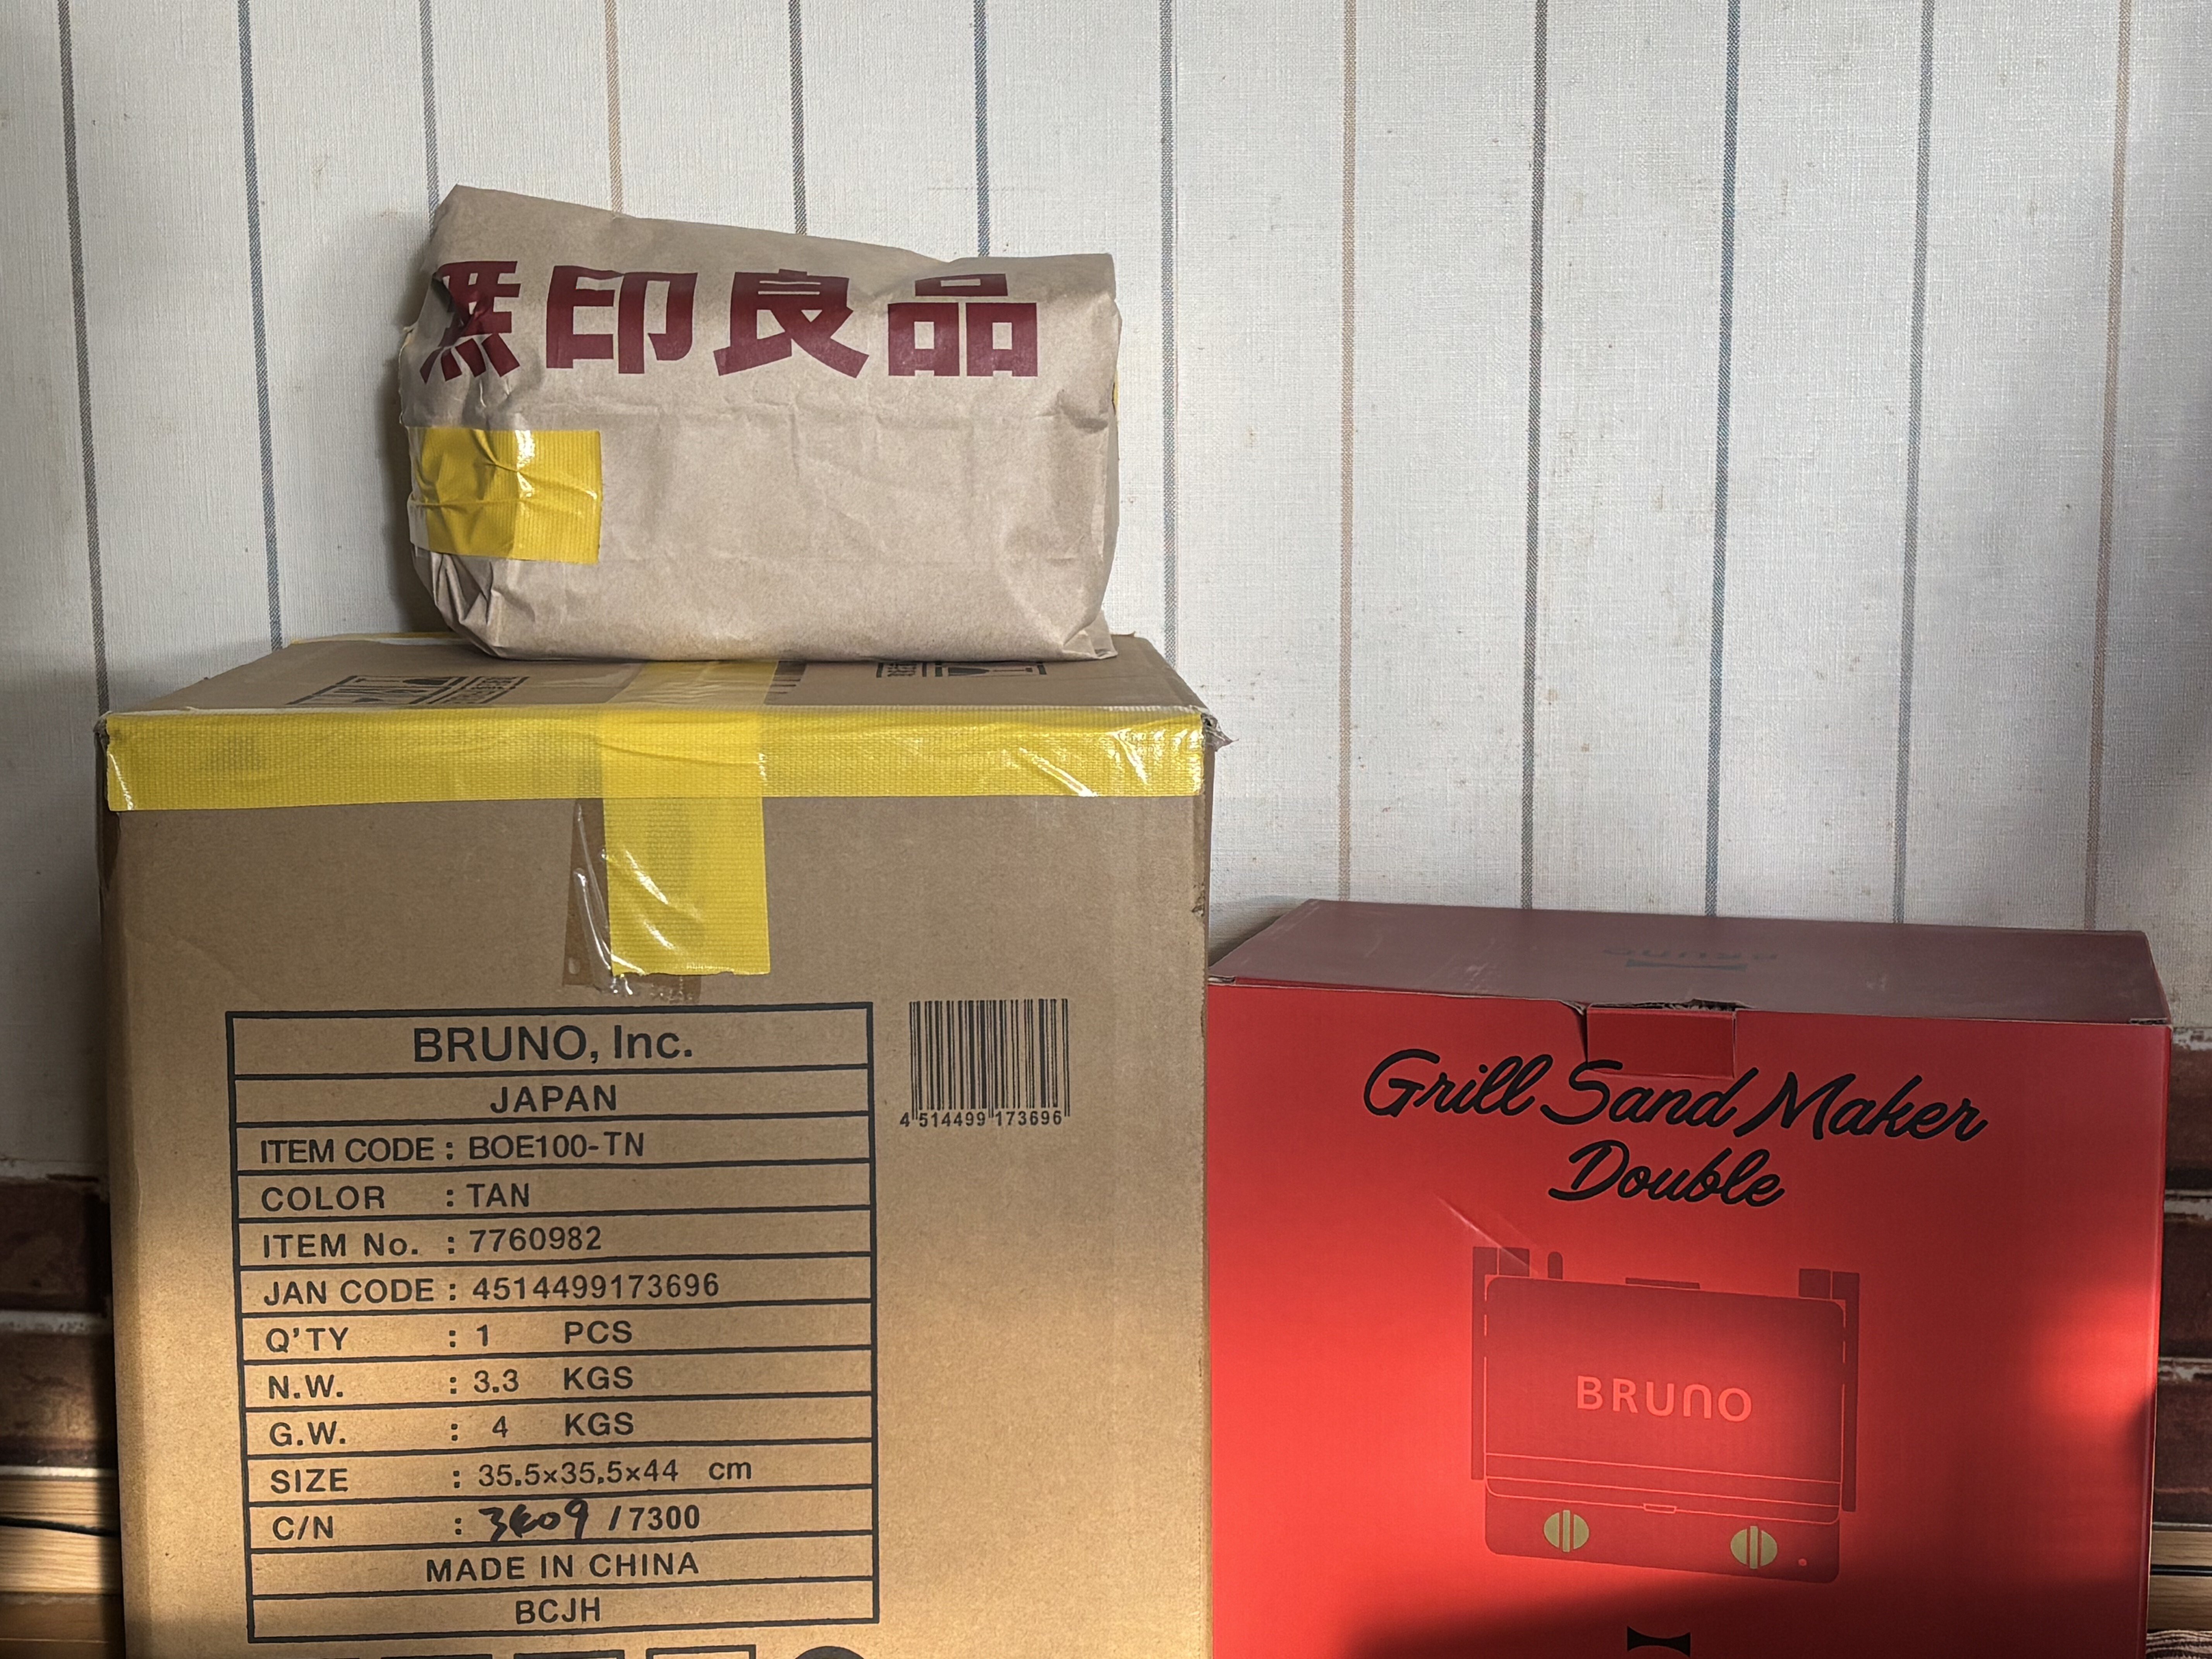 無印良品
BRUNO, Inc.
JAPAN
ITEM CODE : BOE100-TN
COLOR : TAN
ITEM No. : 7760982
JAN CODE : 4514499173696
Q'TY : 1 PCS
N.W. : 3.3 KGS
G.W. : 4 KGS
SIZE : 35.5×35.5×44 cm
C/N : 3609 / 7300
MADE IN CHINA
BCJH
4 514499 173696
BRUNO
Grill Sand Maker
Double
BRUNO